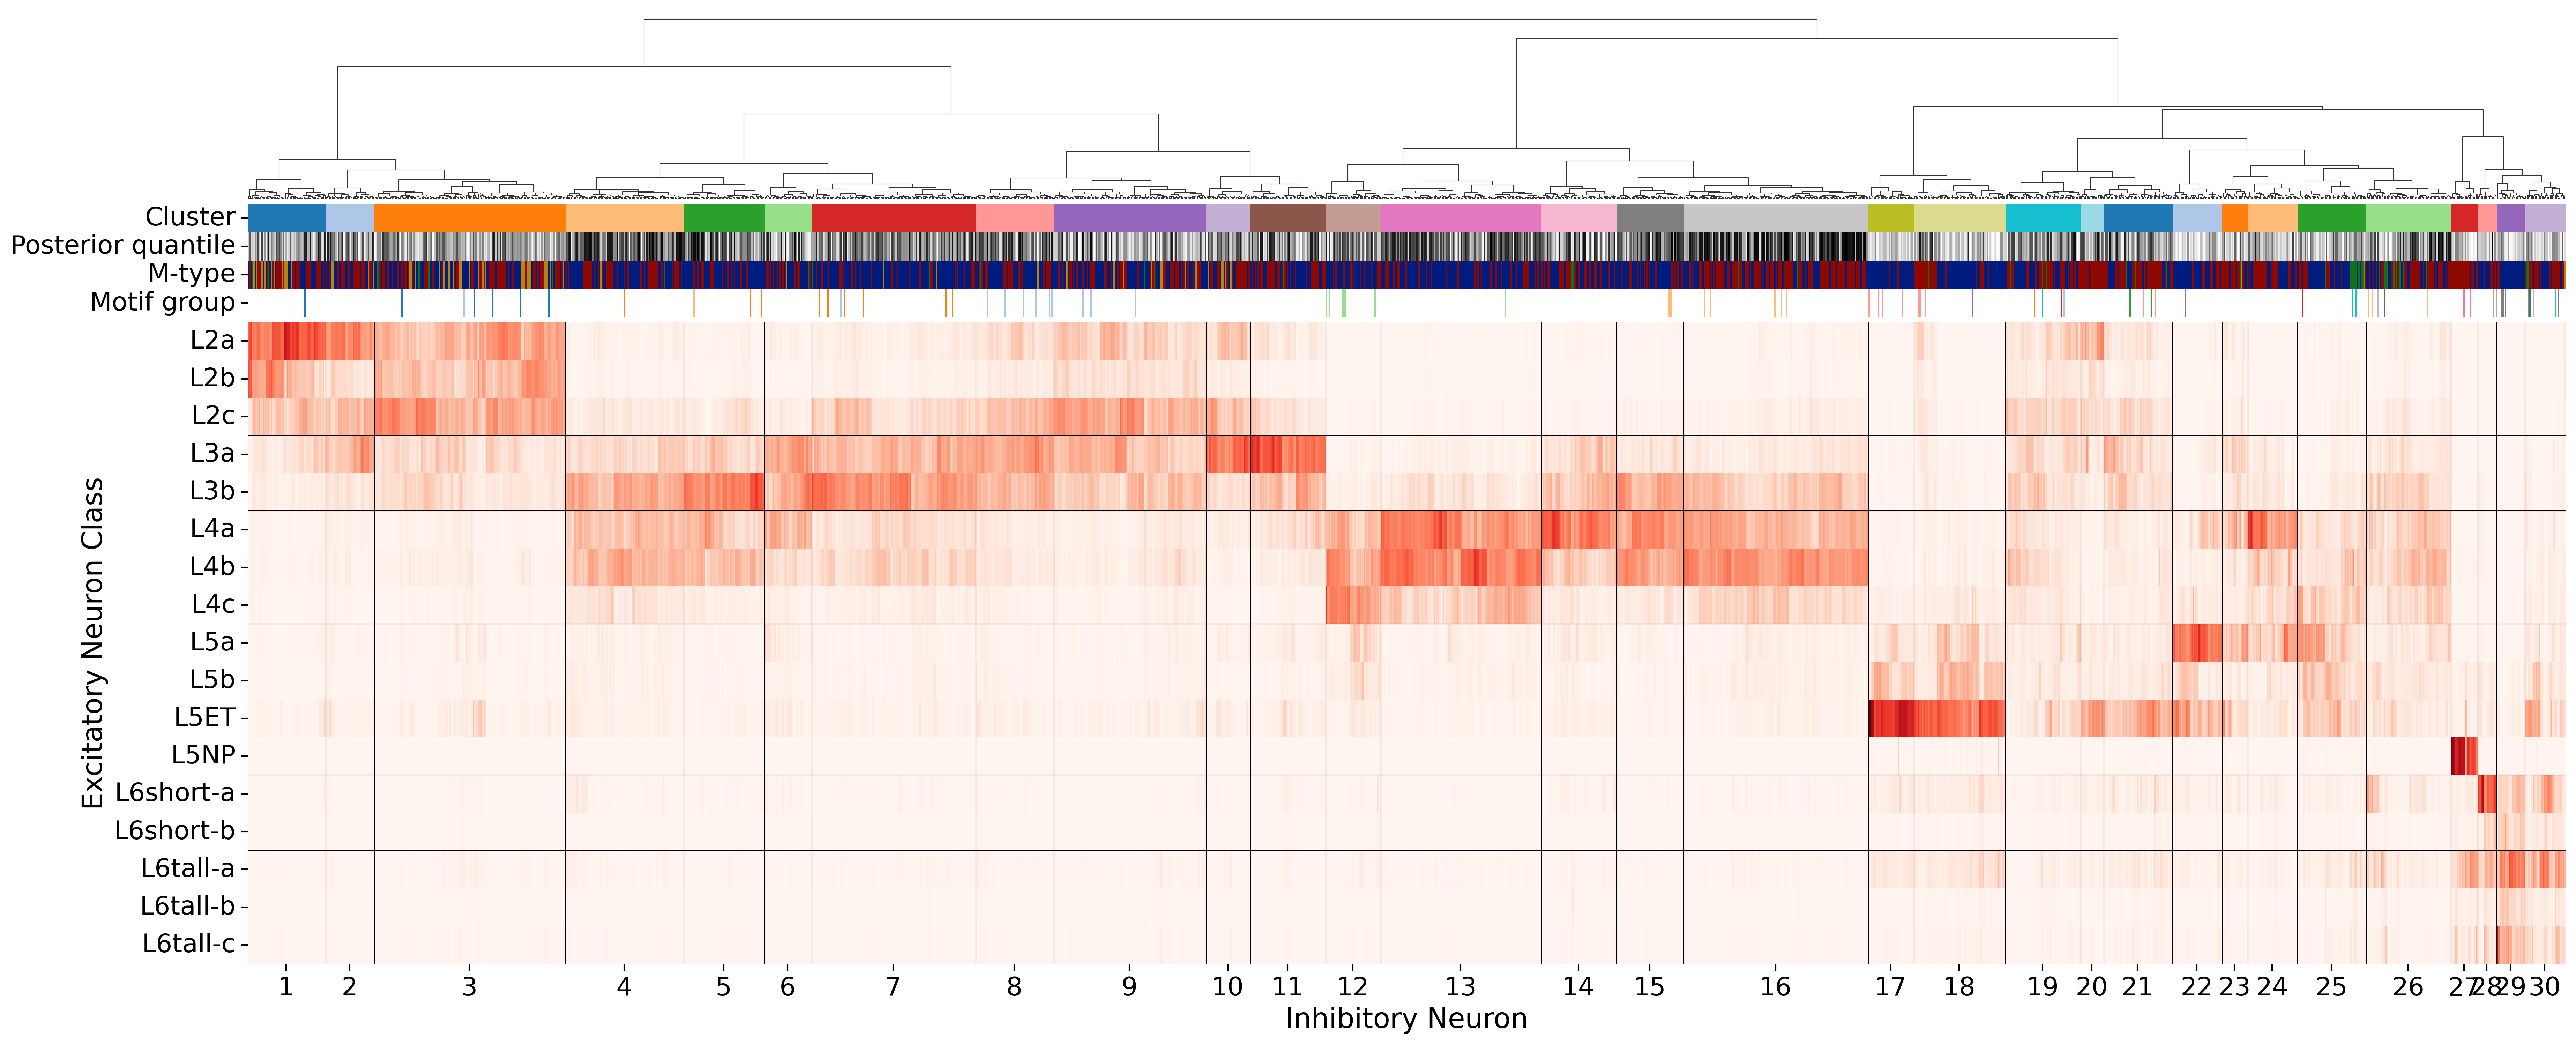 Cluster
Posterior quantile
M-type
Motif group
Excitatory Neuron Class
L2a
L2b
L2c
L3a
L3b
L4a
L4b
L4c
L5a
L5b
L5ET
L5NP
L6short-a
L6short-b
L6tall-a
L6tall-b
L6tall-c
1 2 3 4 5 6 7 8 9 10 11 12 13 14 15 16 17 18 19 20 21 22 23 24 25 26 27 28 29 30
Inhibitory Neuron